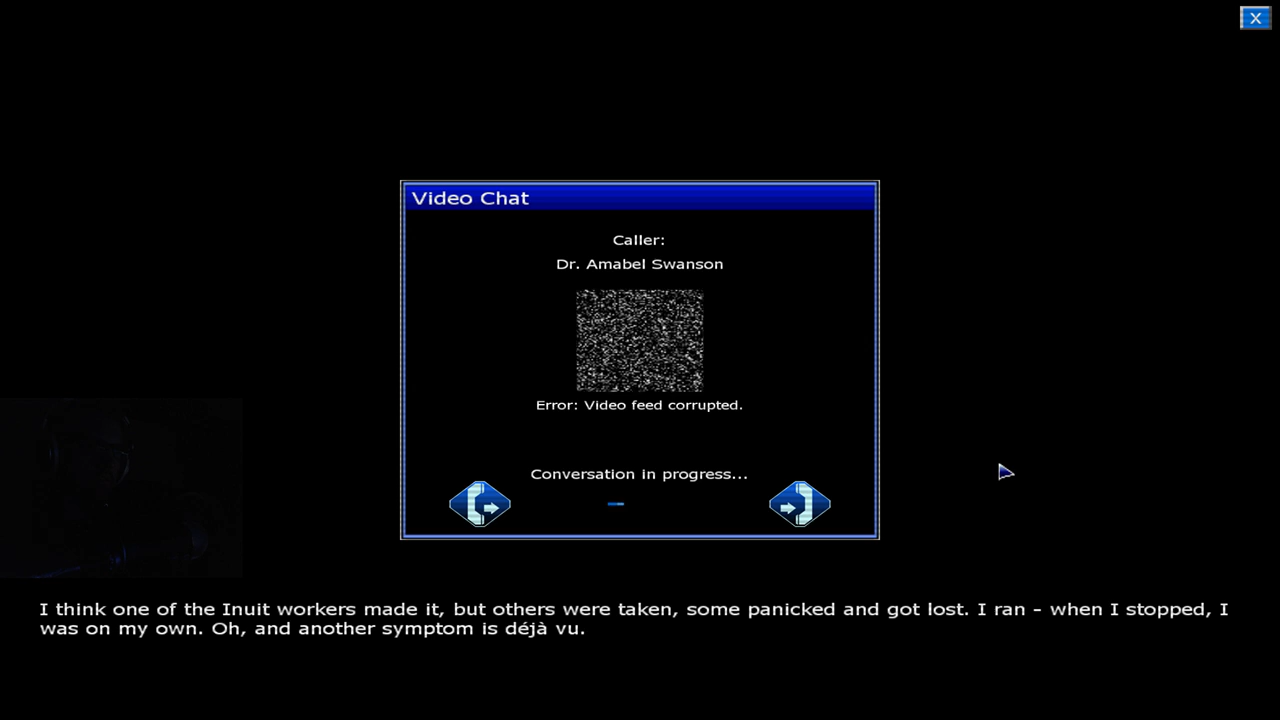 X
Video Chat
Caller:
Dr. Amabel Swanson
Error: Video feed corrupted.
Conversation in progress...
I think one of the Inuit workers made it, but others were taken, some panicked and got lost. I ran - when I stopped, I
was on my own. Oh, and another symptom is déjà vu.